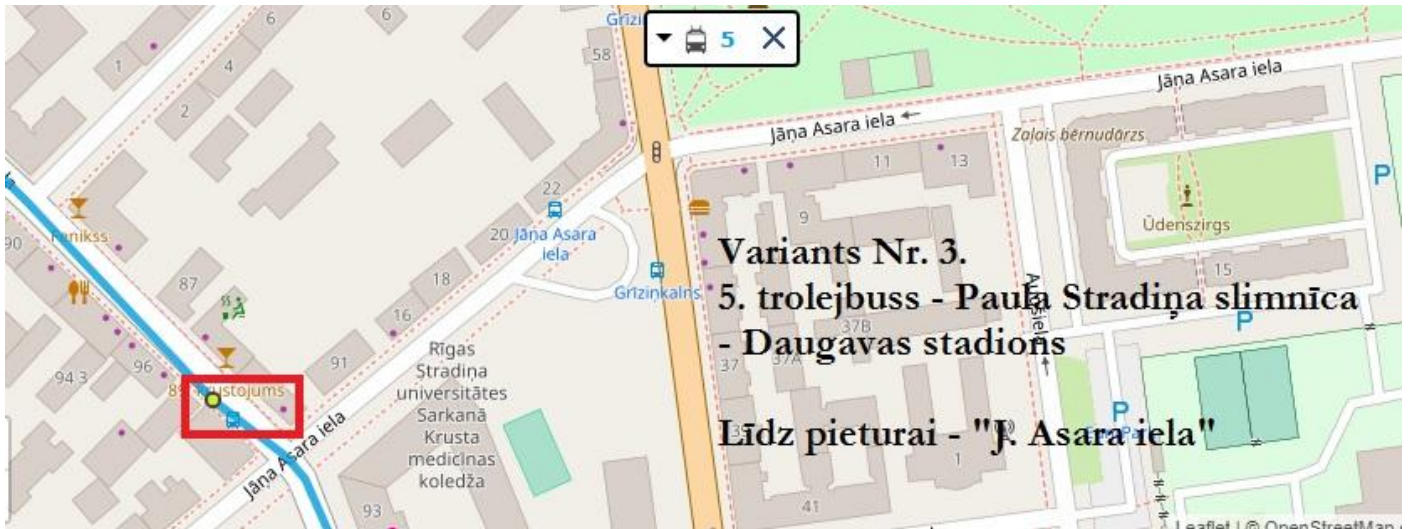 6
6
Grīziņ
58
5
1
4
2
Jāņa Asara iela
Jāņa Asara iela ←
Zaļais bērnudārzs
22
11
13
P
20
Jāņa Asara
iela
9
Ūdenszirgs
90
Fenikss
87
18
Grīziņkalns
15
16
Variants Nr. 3.
5. trolejbuss - Paula Stradiņa slimnīca
- Daugavas stadions
Līdz pieturai - "J. Asara iela"
37B
37A
37
P
94 3
96
91
Rīgas
Stradiņa
universitātes
Sarkanā
Krusta
medicīnas
koledža
89
Krustojums
P
Jāņa Asara iela
1
93
41
Leaflet | © OpenStreetMap